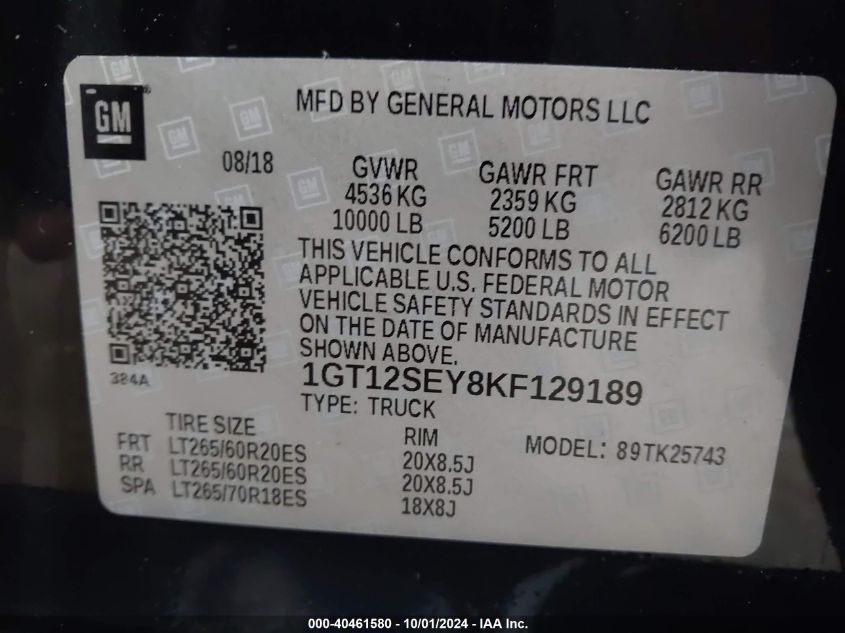 GM
MFD BY GENERAL MOTORS LLC
08/18
GVWR GAWR FRT GAWR RR
4536 KG 2359 KG 2812 KG
10000 LB 5200 LB 6200 LB
THIS VEHICLE CONFORMS TO ALL
APPLICABLE U.S. FEDERAL MOTOR
VEHICLE SAFETY STANDARDS IN EFFECT
ON THE DATE OF MANUFACTURE
SHOWN ABOVE.
384A
1GT12SEY8KF129189
TYPE: TRUCK
TIRE SIZE RIM MODEL: 89TK25743
FRT LT265/60R20ES 20X8.5J
RR LT265/60R20ES 20X8.5J
SPA LT265/70R18ES 18X8J
000-40461580 - 10/01/2024 - IAA Inc.